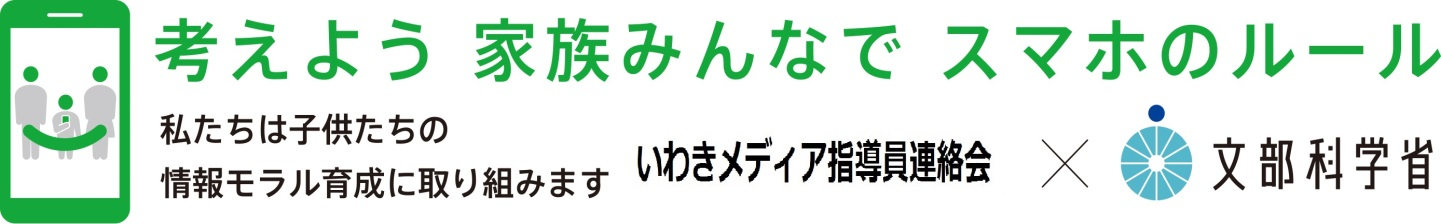 考えよう 家族みんなで スマホのルール
私たちは子供たちの
情報モラル育成に取り組みます
いわきメディア指導員連絡会 × 文部科学省